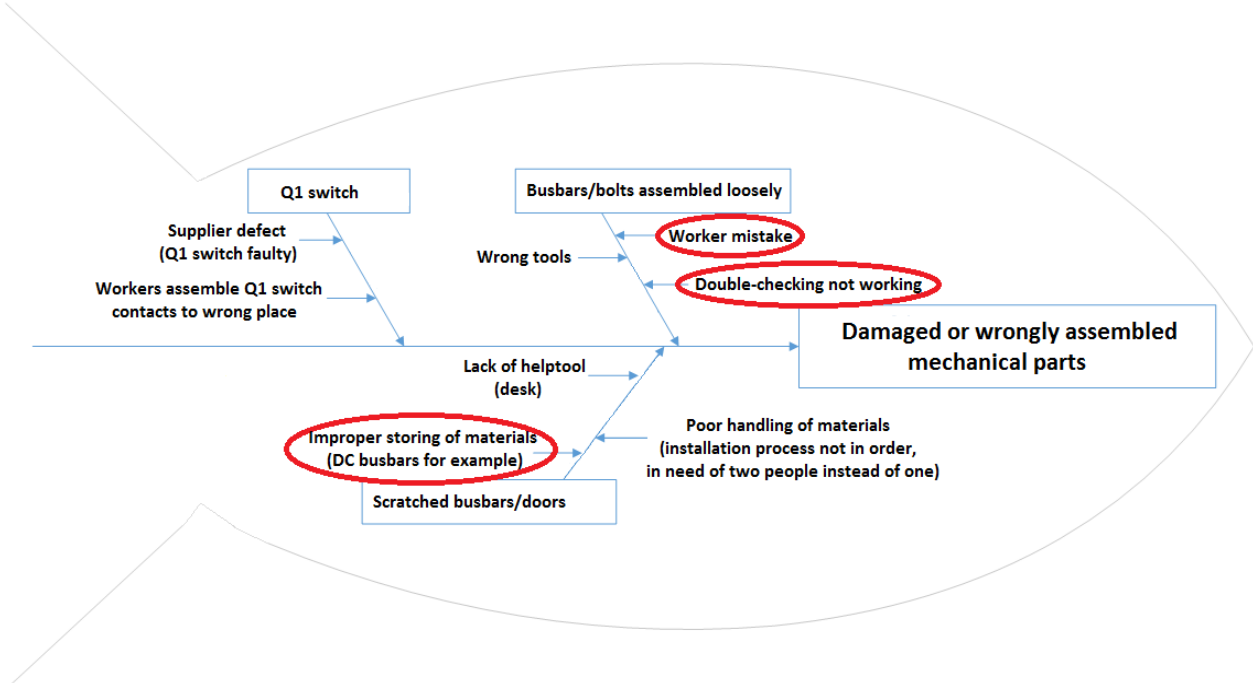 Q1 switch
Supplier defect
(Q1 switch faulty)
Workers assemble Q1 switch
contacts to wrong place
Busbars/bolts assembled loosely
Worker mistake
Wrong tools
Double-checking not working
Damaged or wrongly assembled
mechanical parts
Lack of helptool
(desk)
Improper storing of materials
(DC busbars for example)
Poor handling of materials
(installation process not in order,
in need of two people instead of one)
Scratched busbars/doors